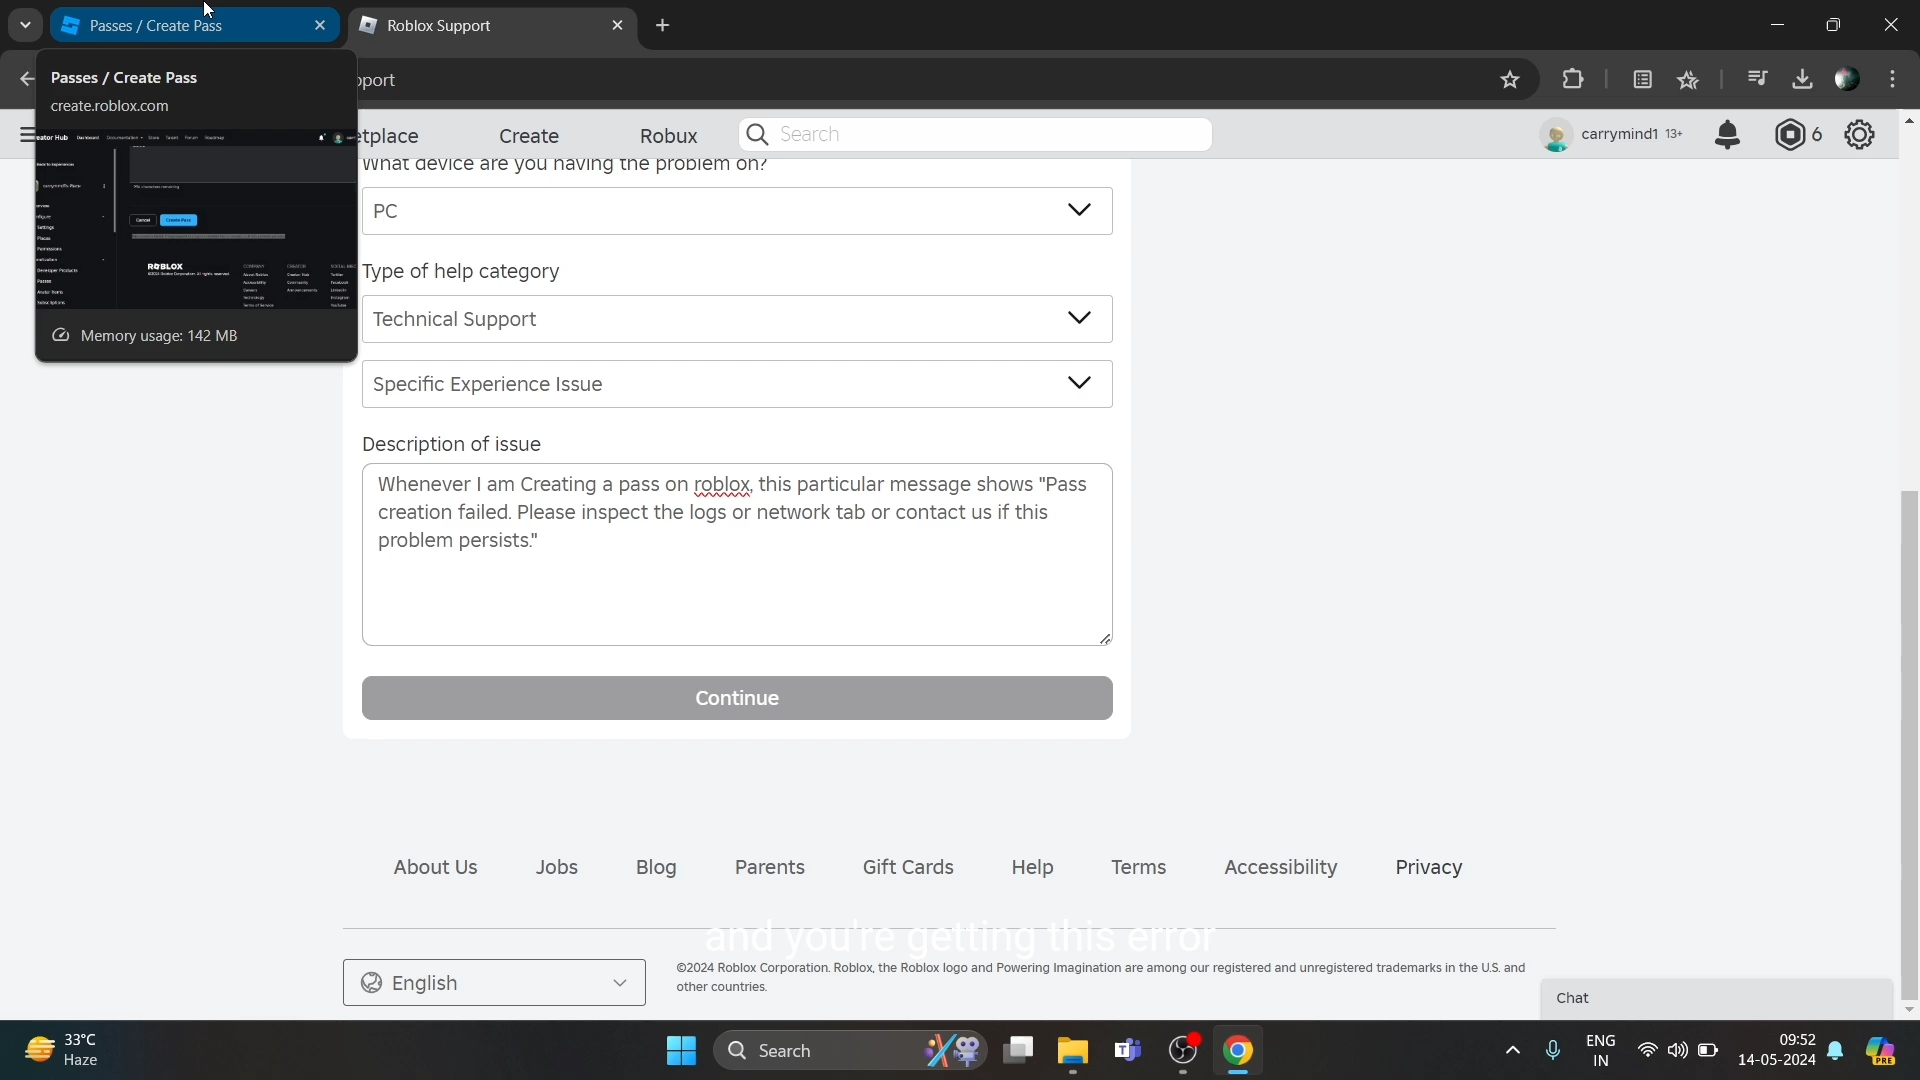 Passes / Create Pass
Roblox Support
Passes / Create Pass
create.roblox.com
pport
etplace
Create
Robux
Search
carrymind1 13+
6
What device are you having the problem on?
PC
Type of help category
Technical Support
Memory usage: 142 MB
Specific Experience Issue
Description of issue
Whenever I am Creating a pass on roblox, this particular message shows "Pass
creation failed. Please inspect the logs or network tab or contact us if this
problem persists."
Continue
About Us
Jobs
Blog
Parents
Gift Cards
Help
Terms
Accessibility
Privacy
and you're getting this error
English
©2024 Roblox Corporation. Roblox, the Roblox logo and Powering Imagination are among our registered and unregistered trademarks in the U.S. and
other countries.
Chat
33°C
Haze
Search
ENG
IN
09:52
14-05-2024
PRE